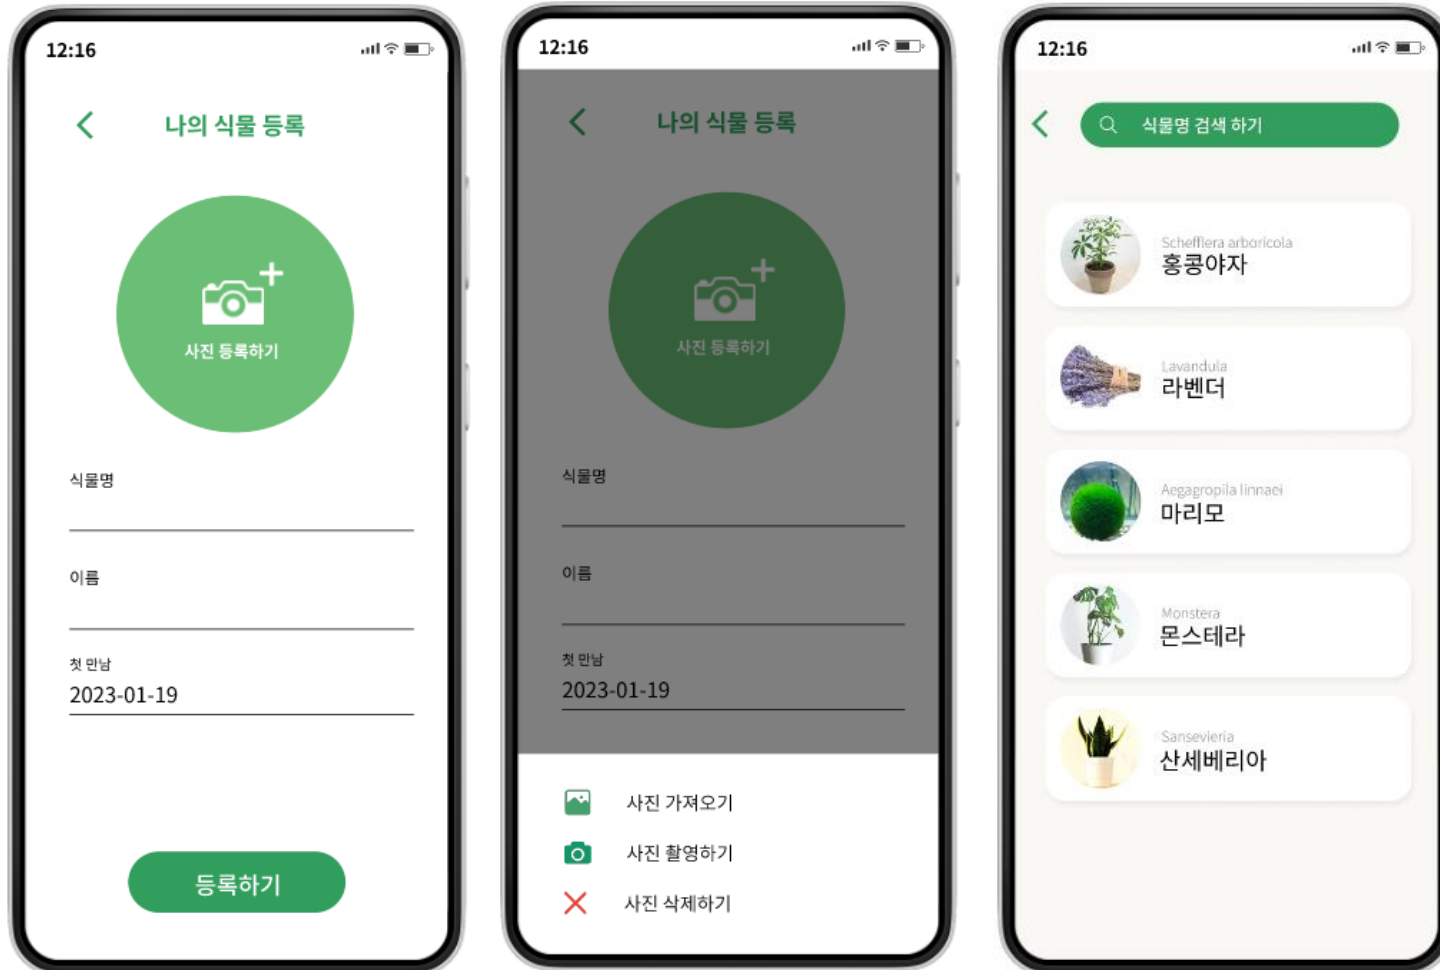 12:16
나의 식물 등록
사진 등록하기
식물명
이름
첫 만남
2023-01-19
등록하기
12:16
나의 식물 등록
사진 등록하기
식물명
이름
첫 만남
2023-01-19
사진 가져오기
사진 촬영하기
사진 삭제하기
12:16
식물명 검색 하기
Schefflera arboricola
홍콩야자
Lavandula
라벤더
Aegagropila linnaei
마리모
Monstera
몬스테라
Sansevieria
산세베리아